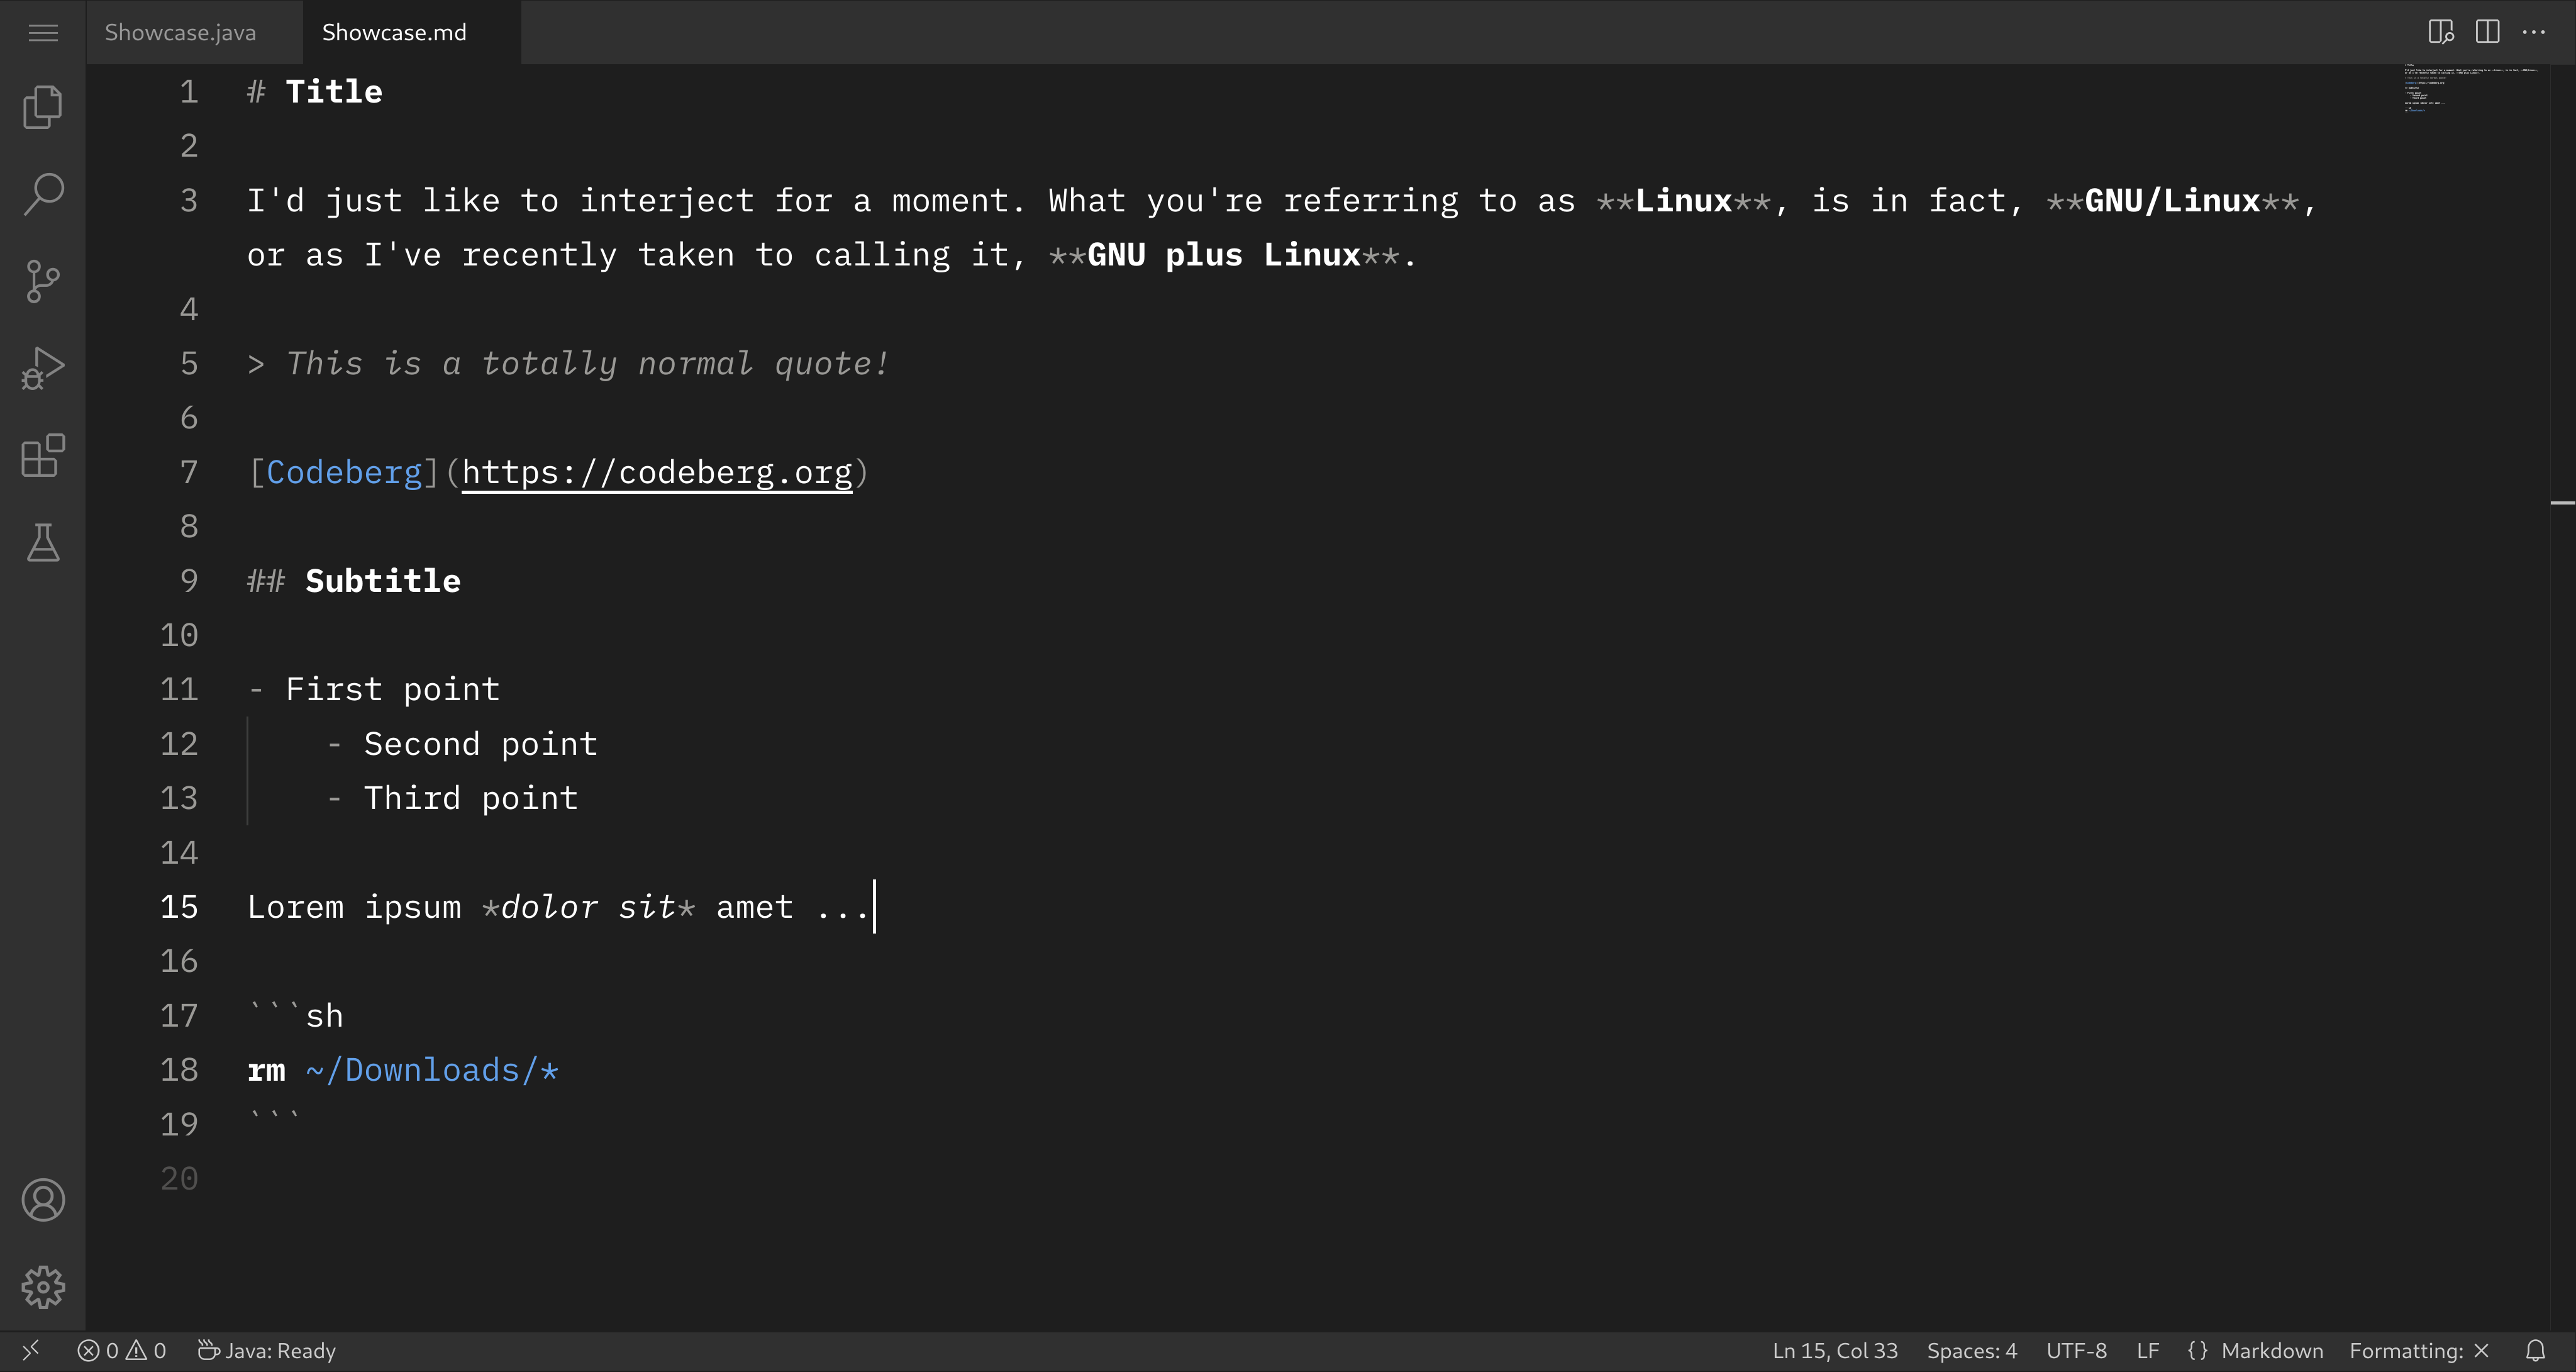 Showcase.java Showcase.md
1 # Title
2
3 I'd just like to interject for a moment. What you're referring to as **Linux**, is in fact, **GNU/Linux**,
or as I've recently taken to calling it, **GNU plus Linux**.
4
5 > This is a totally normal quote!
6
7 [Codeberg](https://codeberg.org)
8
9 ## Subtitle
10
11 - First point
12     - Second point
13     - Third point
14
15 Lorem ipsum *dolor sit* amet ...
16
17 ```sh
18 rm ~/Downloads/*
19 ```
20
0 0 Java: Ready Ln 15, Col 33 Spaces: 4 UTF-8 LF {} Markdown Formatting: ×